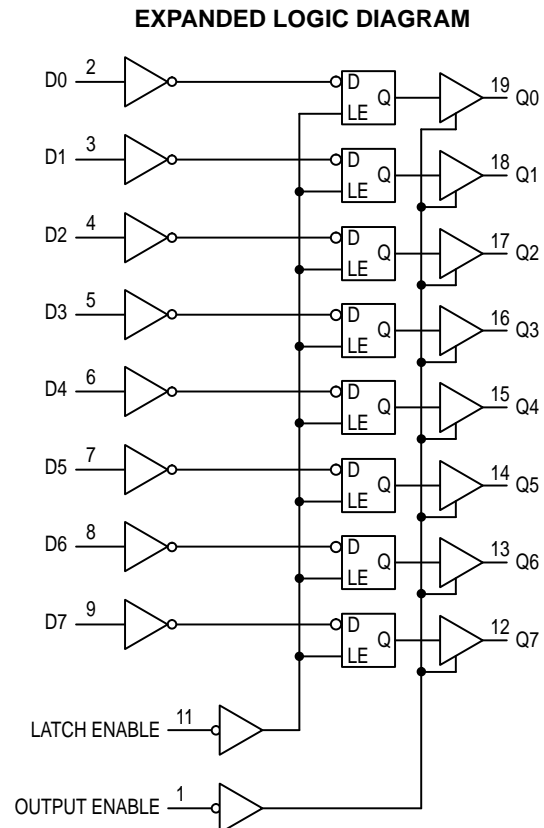 EXPANDED LOGIC DIAGRAM
D0 2 D LE Q 19 Q0
D1 3 D LE Q 18 Q1
D2 4 D LE Q 17 Q2
D3 5 D LE Q 16 Q3
D4 6 D LE Q 15 Q4
D5 7 D LE Q 14 Q5
D6 8 D LE Q 13 Q6
D7 9 D LE Q 12 Q7
LATCH ENABLE 11
OUTPUT ENABLE 1